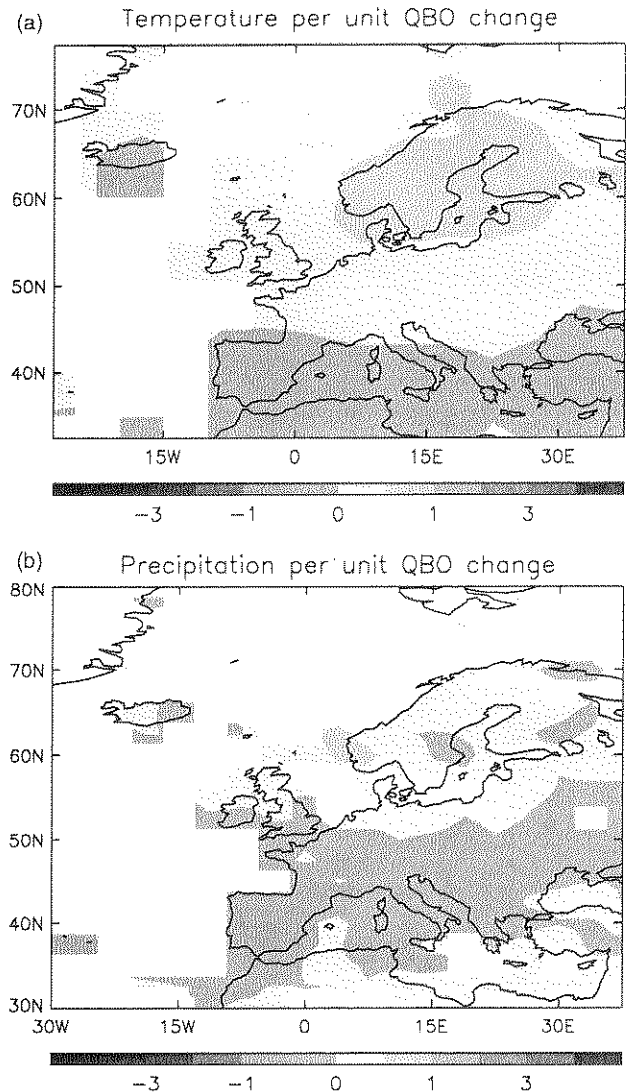 (a) Temperature per unit QBO change
70N
60N
50N
40N
15W 0 15E 30E
−3 −1 0 1 3
(b) Precipitation per unit QBO change
80N
70N
60N
50N
40N
30N
30W 15W 0 15E 30E
−3 −1 0 1 3